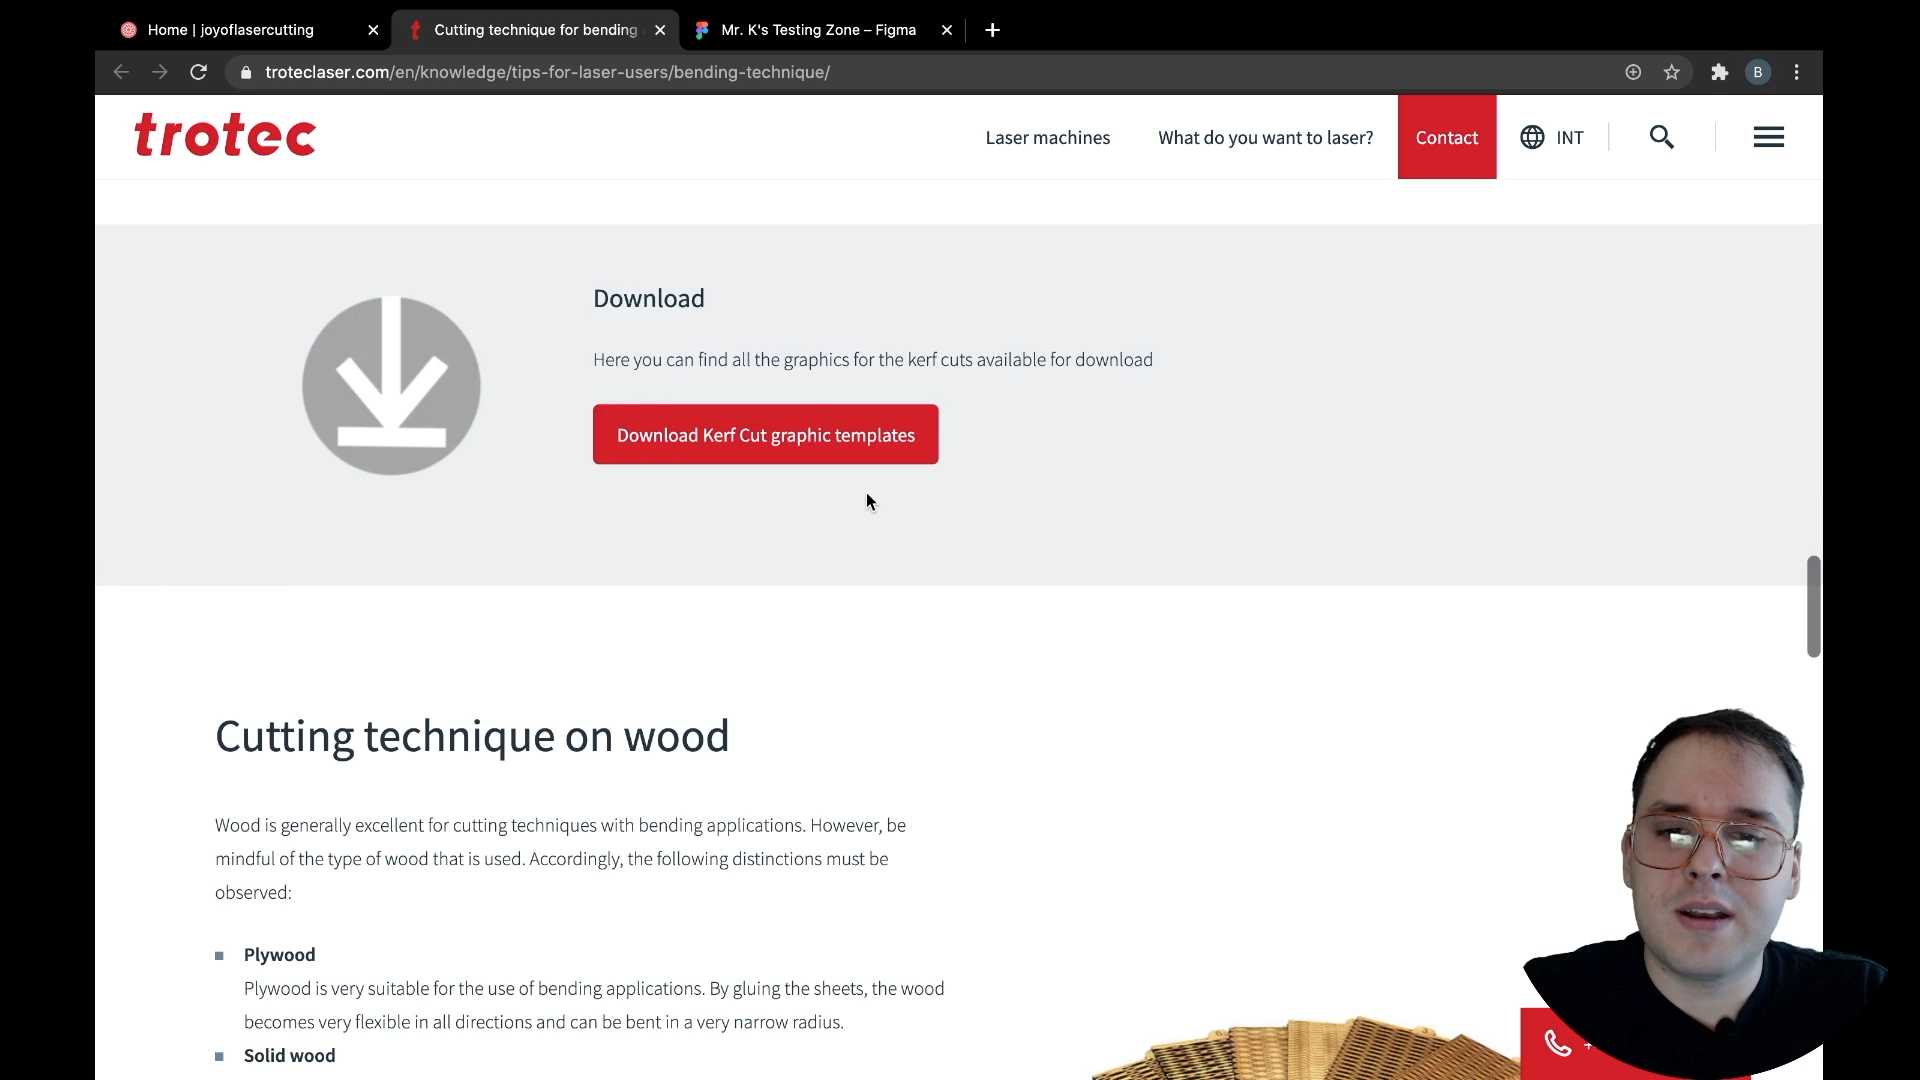 Home | joyoflasercutting
Cutting technique for bending
Mr. K's Testing Zone – Figma
troteclaser.com/en/knowledge/tips-for-laser-users/bending-technique/
B
trotec
Laser machines
What do you want to laser?
Contact
INT
Download
Here you can find all the graphics for the kerf cuts available for download
Download Kerf Cut graphic templates
Cutting technique on wood
Wood is generally excellent for cutting techniques with bending applications. However, be
mindful of the type of wood that is used. Accordingly, the following distinctions must be
observed:
Plywood
Plywood is very suitable for the use of bending applications. By gluing the sheets, the wood
becomes very flexible in all directions and can be bent in a very narrow radius.
Solid wood
+